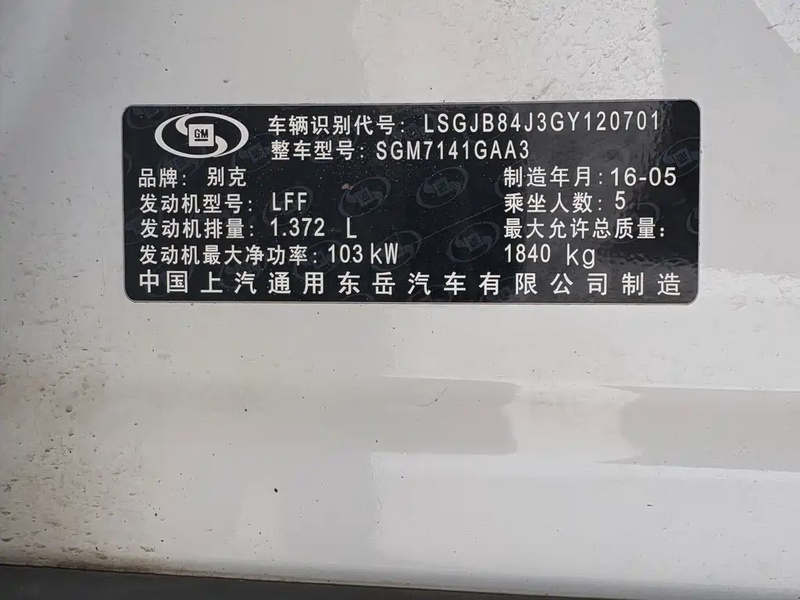 GM
车辆识别代号: LSGJB84J3GY120701
整车型号: SGM7141GAA3
品牌: 别克 制造年月: 16-05
发动机型号: LFF 乘坐人数: 5
发动机排量: 1.372 L 最大允许总质量:
发动机最大净功率: 103 kW 1840 kg
中国上汽通用东岳汽车有限公司制造